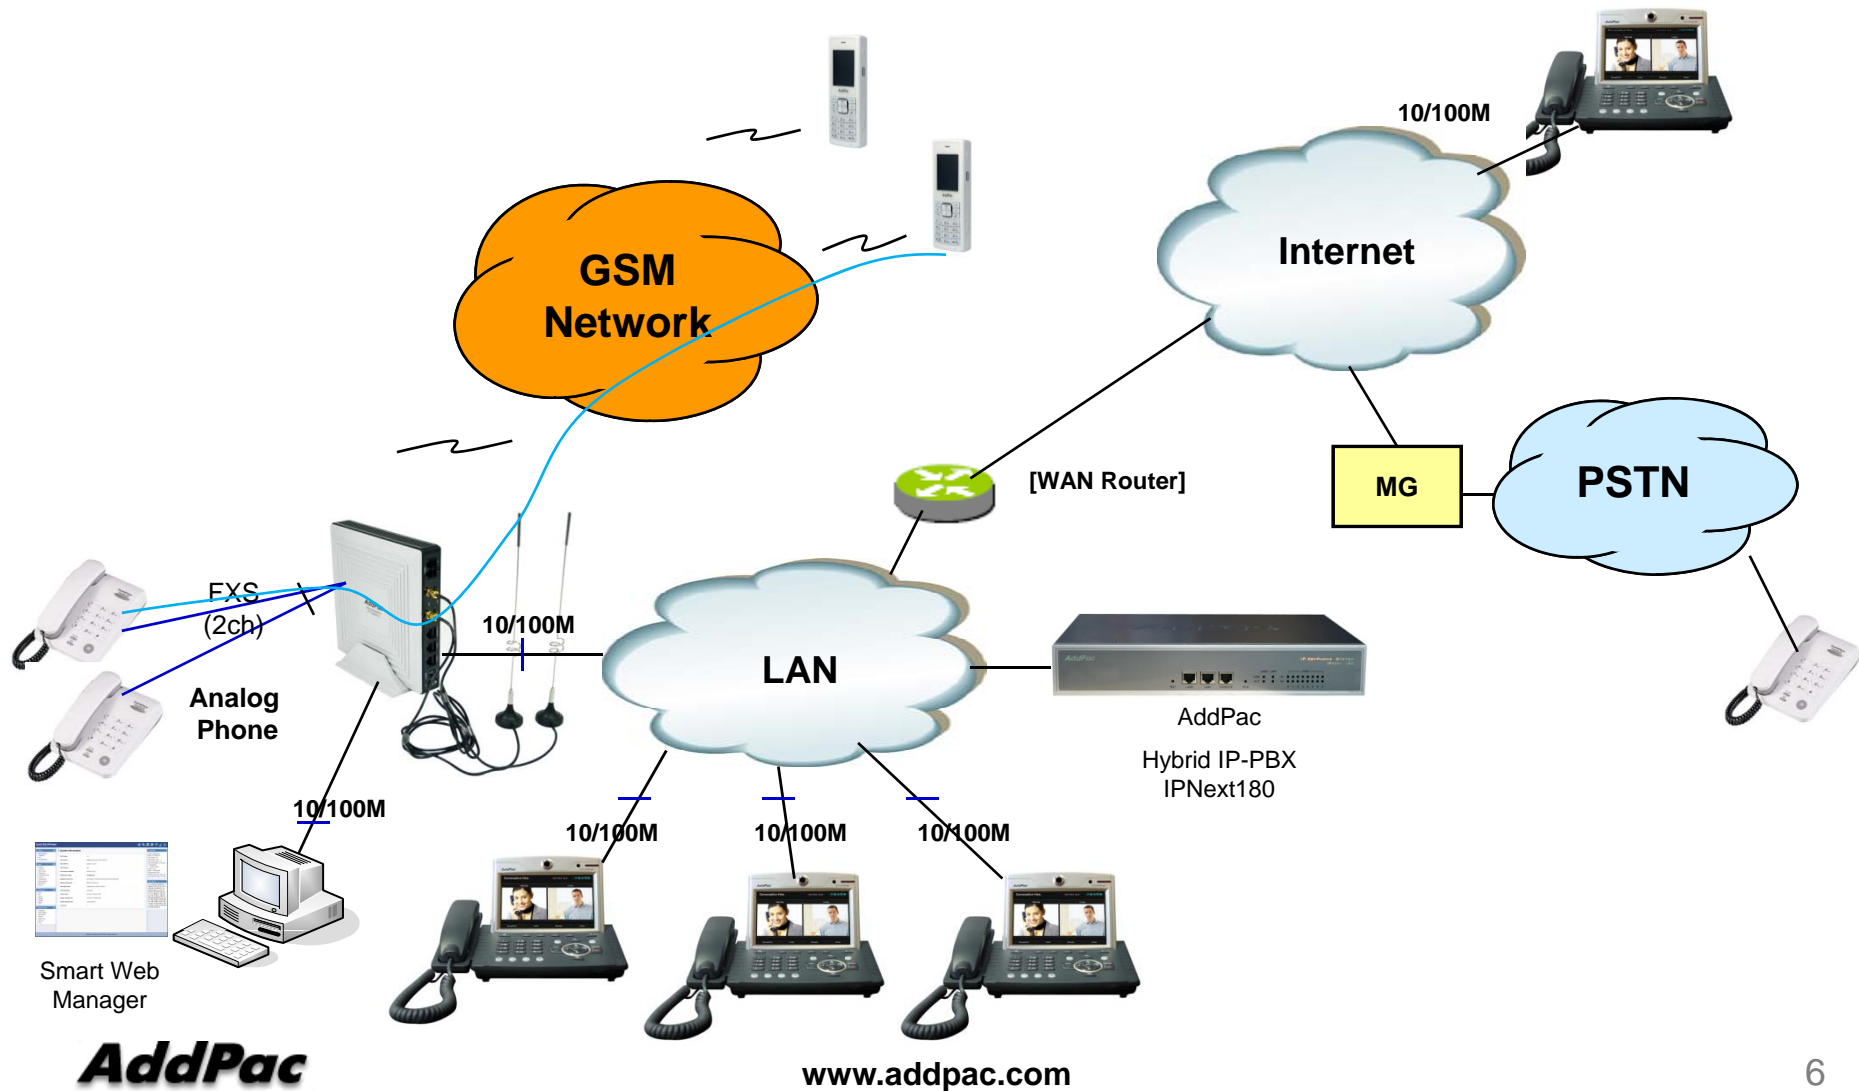 10/100M
GSM
Network
Internet
[WAN Router]
MG
PSTN
FXS
(2ch)
10/100M
LAN
AddPac
Analog
Phone
AddPac
Hybrid IP-PBX
IPNext180
10/100M
10/100M
10/100M
10/100M
Smart Web
Manager
AddPac
www.addpac.com
6